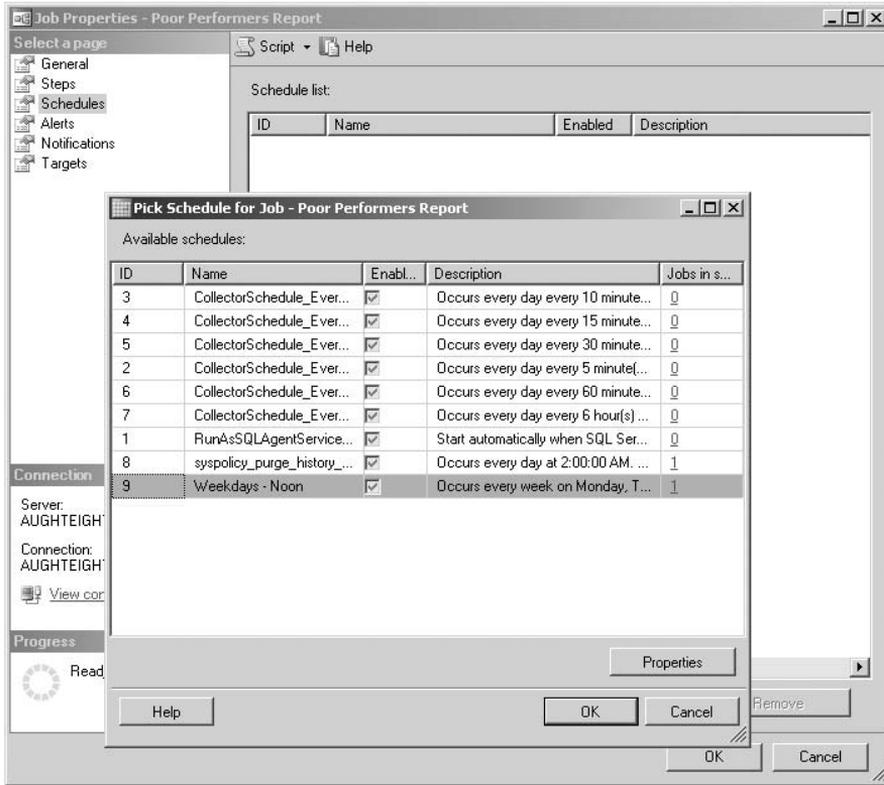 Job Properties - Poor Performers Report
Select a page
General
Steps
Schedules
Alerts
Notifications
Targets
Script Help
Schedule list:
ID Name Enabled Description
Pick Schedule for Job - Poor Performers Report
Available schedules:
ID Name Enabl... Description Jobs in s...
3 CollectorSchedule_Ever... Occurs every day every 10 minute... 0
4 CollectorSchedule_Ever... Occurs every day every 15 minute... 0
5 CollectorSchedule_Ever... Occurs every day every 30 minute... 0
2 CollectorSchedule_Ever... Occurs every day every 5 minute(... 0
6 CollectorSchedule_Ever... Occurs every day every 60 minute... 0
7 CollectorSchedule_Ever... Occurs every day every 6 hour(s) ... 0
1 RunAsSQLAgentService... Start automatically when SQL Ser... 0
8 syspolicy_purge_history_... Occurs every day at 2:00:00 AM. ... 1
9 Weekdays - Noon Occurs every week on Monday, T... 1
Connection
Server:
AUGHTEIGH
Connection:
AUGHTEIGH
View cor
Progress
Read
Properties
Help OK Cancel
Remove
OK Cancel